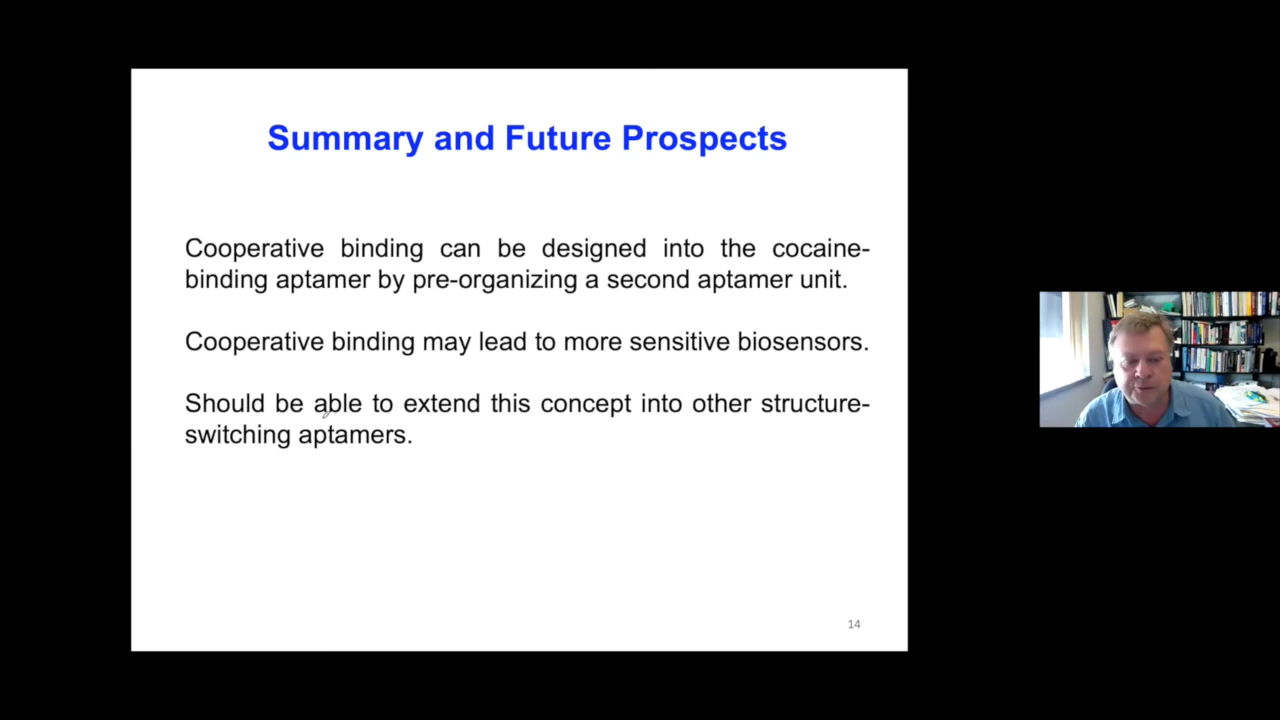 Summary and Future Prospects
Cooperative binding can be designed into the cocaine-
binding aptamer by pre-organizing a second aptamer unit.
Cooperative binding may lead to more sensitive biosensors.
Should be able to extend this concept into other structure-
switching aptamers.
14